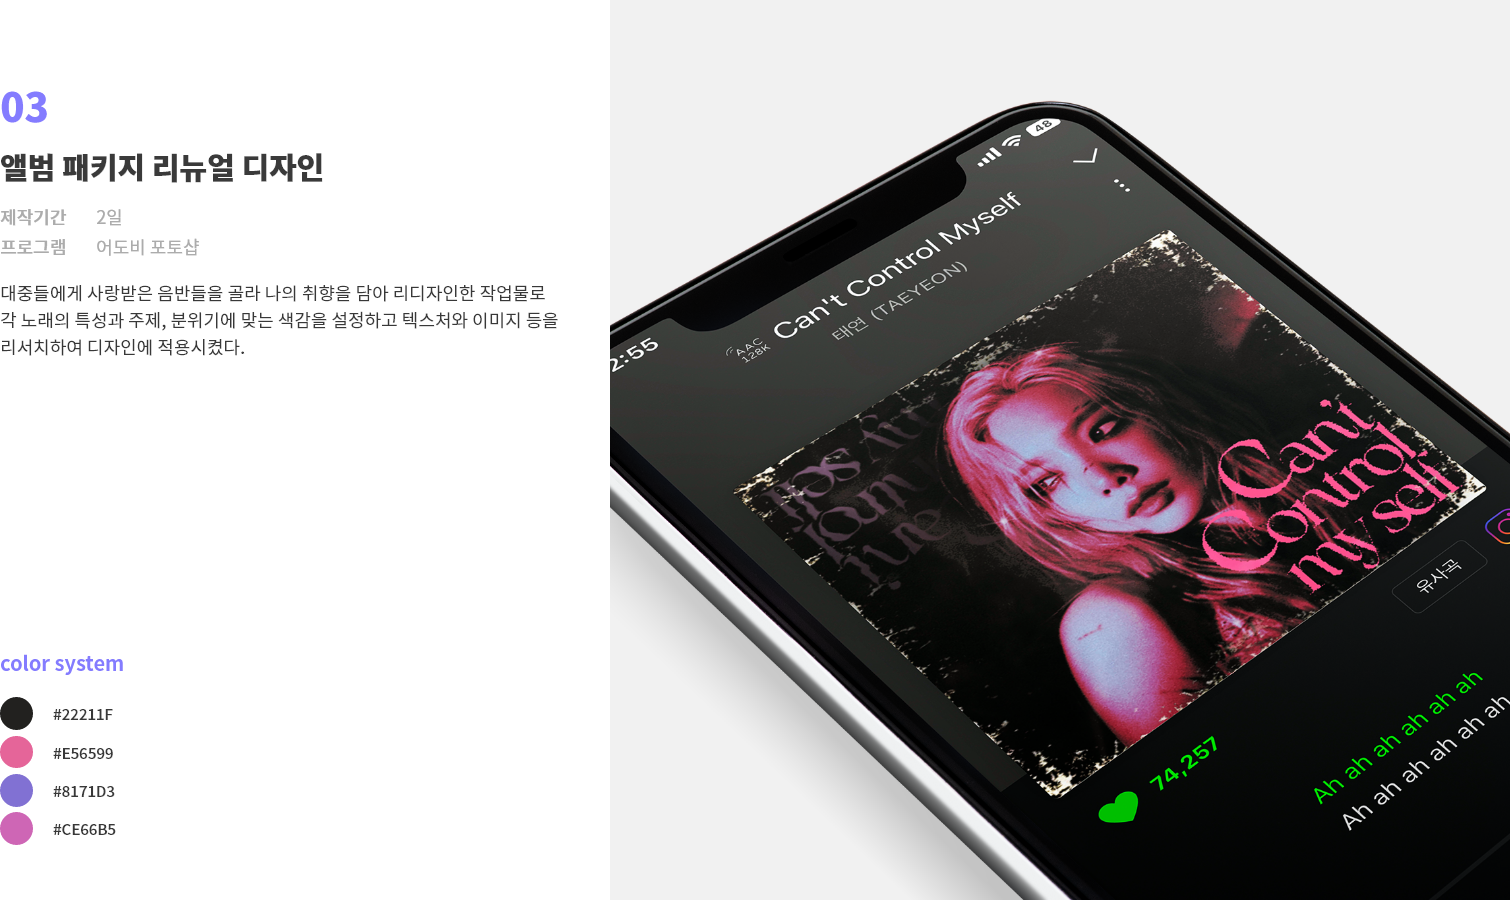 03
앨범 패키지 리뉴얼 디자인
제작기간 2일
프로그램 어도비 포토샵
대중들에게 사랑받은 음반들을 골라 나의 취향을 담아 리디자인한 작업물로
각 노래의 특성과 주제, 분위기에 맞는 색감을 설정하고 텍스처와 이미지 등을
리서치하여 디자인에 적용시켰다.
color system
#22211F
#E56599
#8171D3
#CE66B5
2:55
48
AAC
128K
Can't Control Myself
태연 (TAEYEON)
Can't
Control
my self
유사곡
74,257
Ah ah ah ah ah ah
Ah ah ah ah ah ah